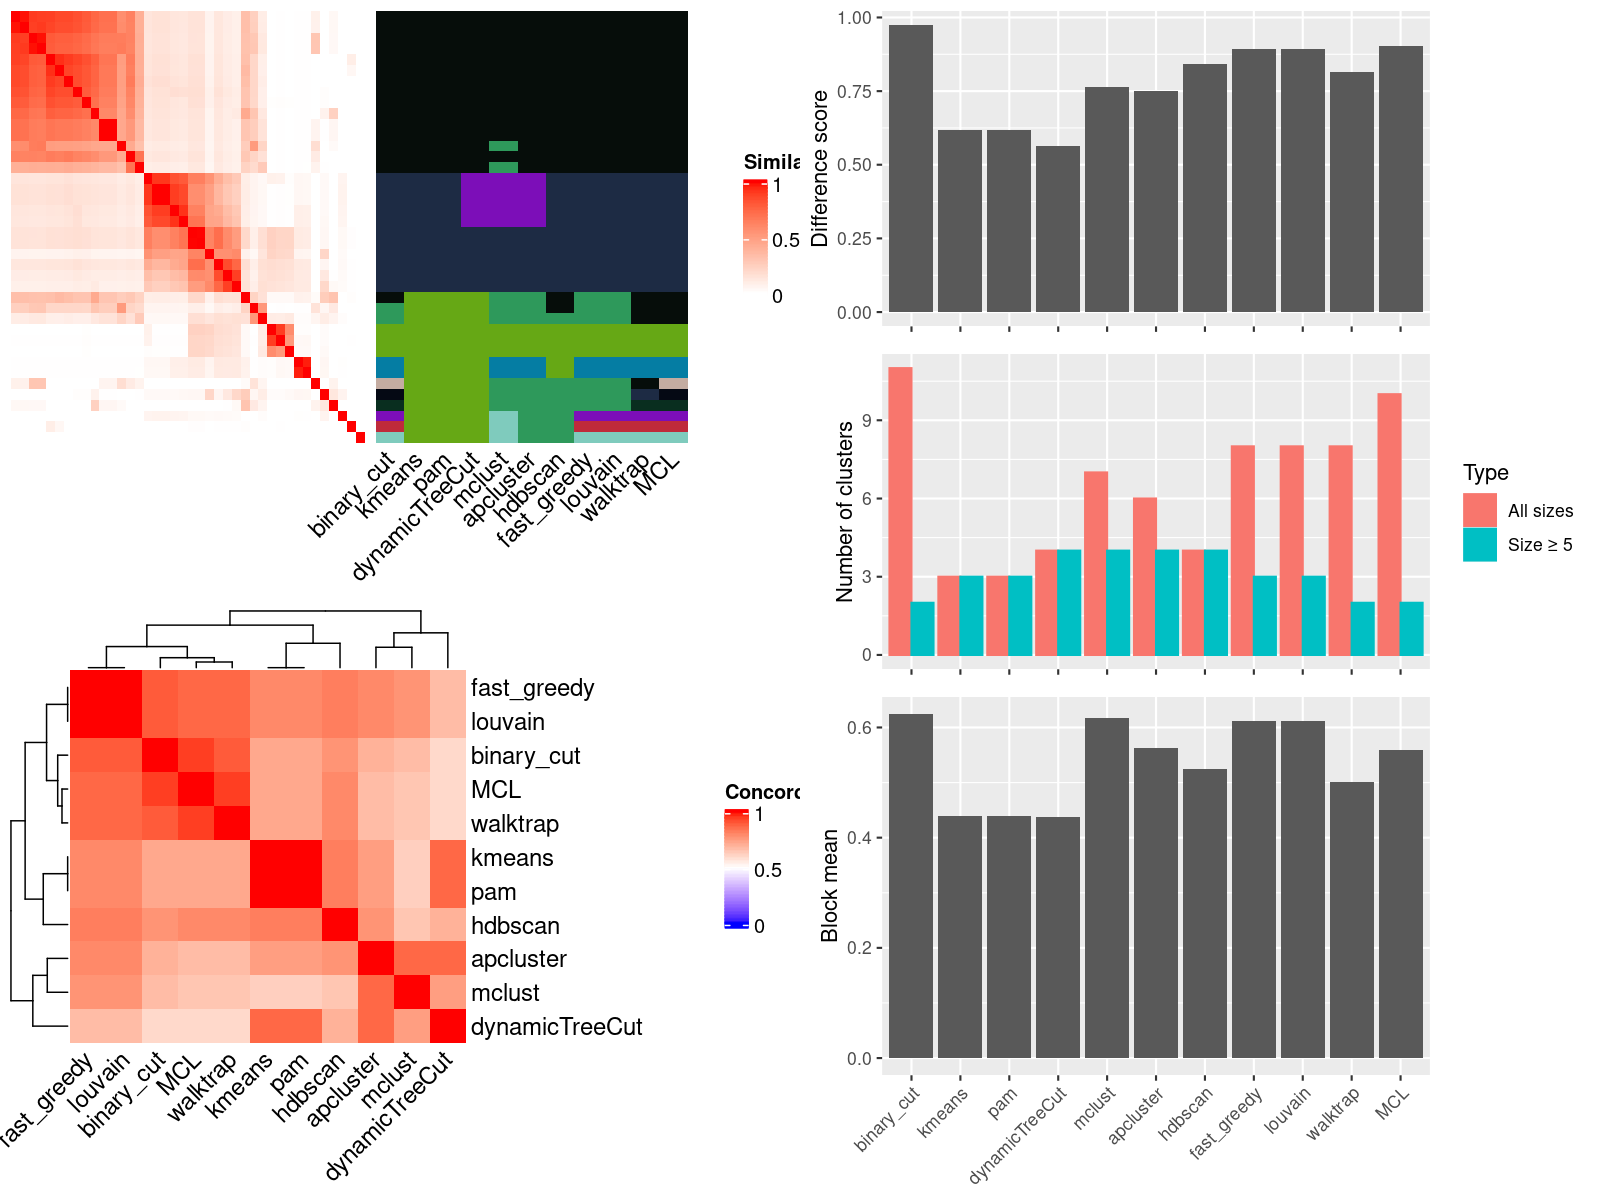 Simila
1
0.5
0
binary_cut
kmeans
pam
dynamicTreeCut
mclust
apcluster
hdbscan
fast_greedy
louvain
walktrap
MCL
fast_greedy
louvain
binary_cut
MCL
walktrap
kmeans
pam
hdbscan
apcluster
mclust
dynamicTreeCut
fast_greedy
louvain
binary_cut
MCL
walktrap
kmeans
pam
hdbscan
apcluster
mclust
dynamicTreeCut
Concord
1
0.5
0
Difference score
1.00
0.75
0.50
0.25
0.00
Number of clusters
9
6
3
0
Type
All sizes
Size ≥ 5
Block mean
0.6
0.4
0.2
0.0
binary_cut
kmeans
pam
dynamicTreeCut
mclust
apcluster
hdbscan
fast_greedy
louvain
walktrap
MCL